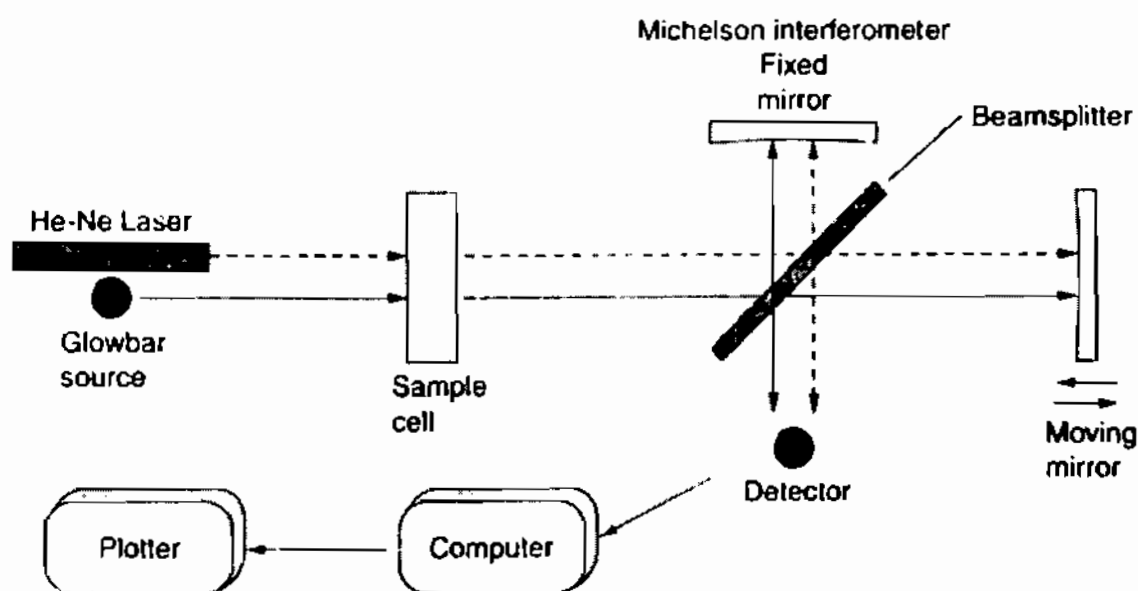 Michelson interferometer
Fixed
mirror
Beamsplitter
He-Ne Laser
Glowbar
source
Sample
cell
Moving
mirror
Detector
Plotter
Computer